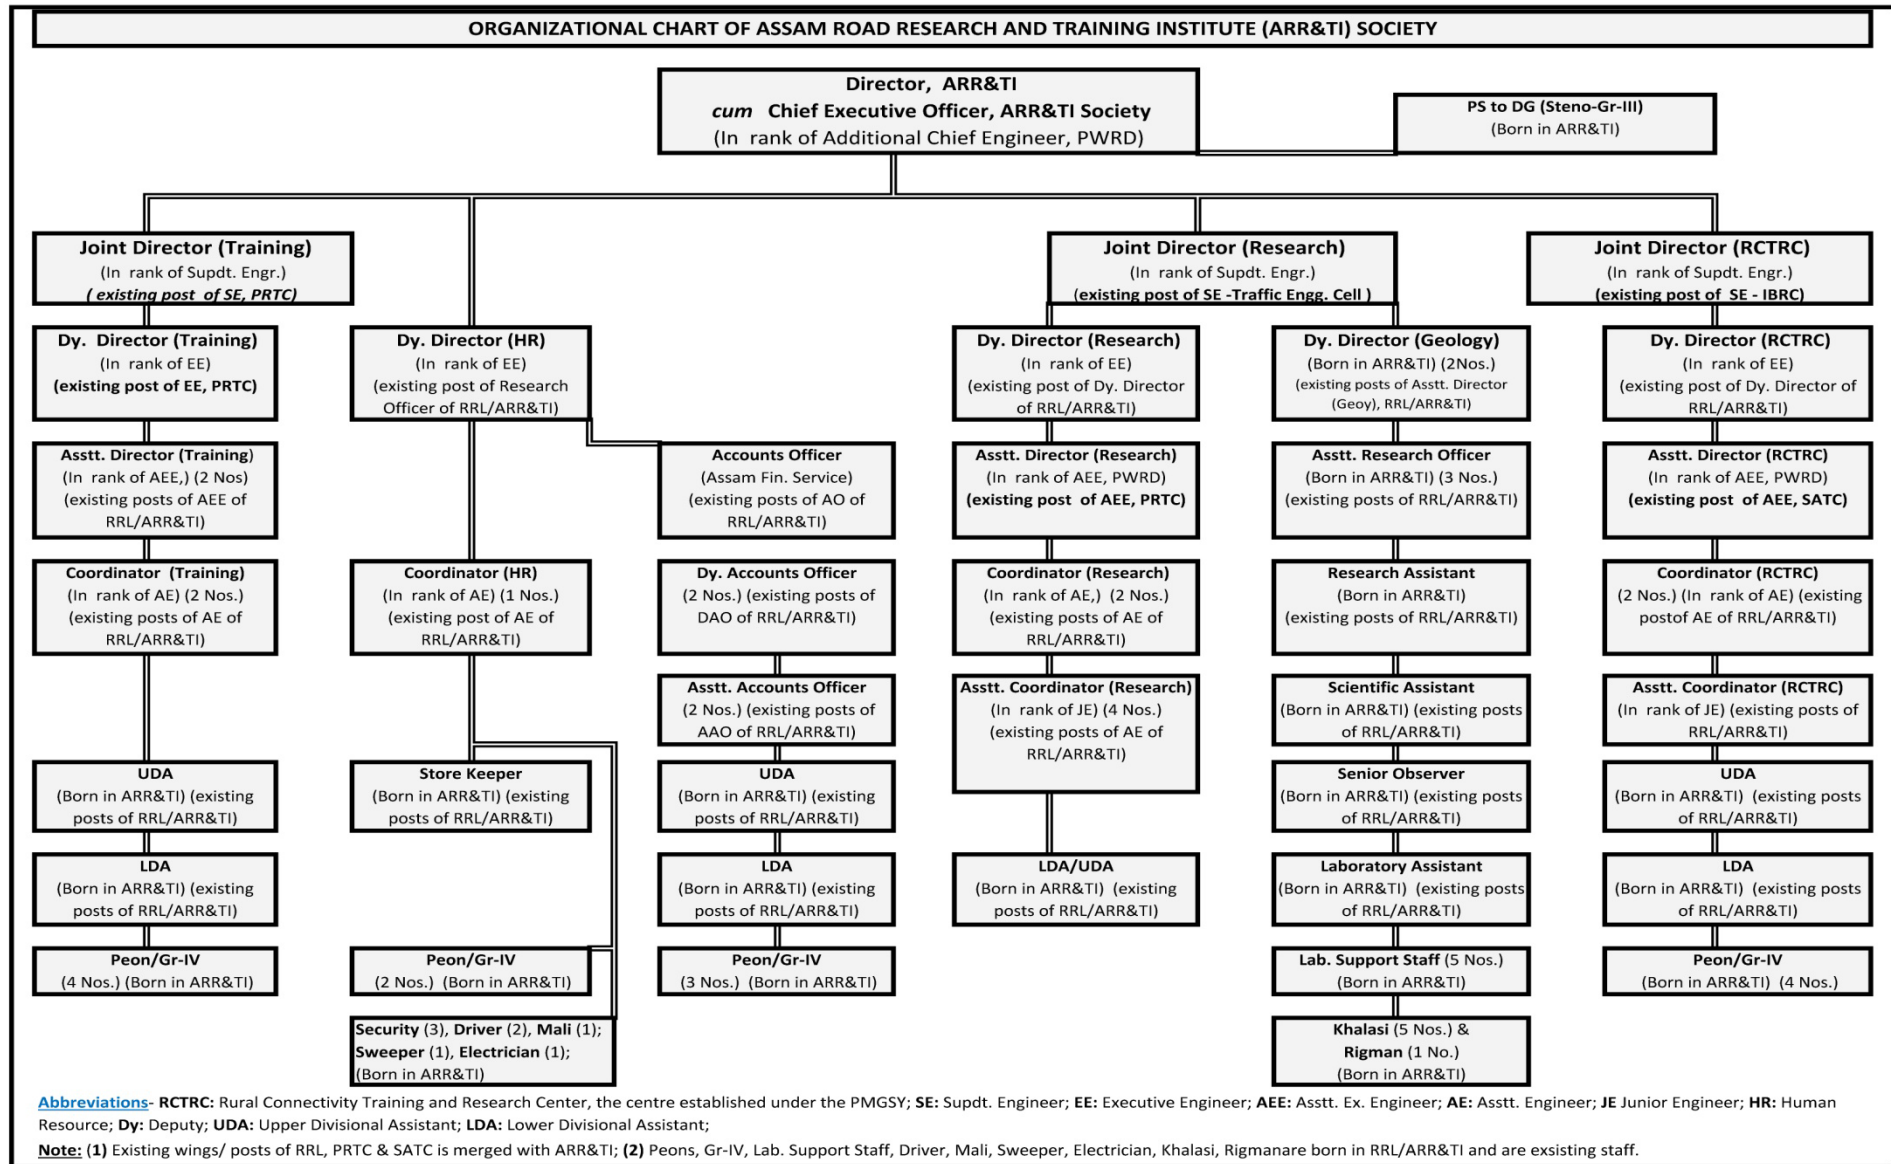 ORGANIZATIONAL CHART OF ASSAM ROAD RESEARCH AND TRAINING INSTITUTE (ARR&TI) SOCIETY
Director, ARR&TI
cum Chief Executive Officer, ARR&TI Society
(In rank of Additional Chief Engineer, PWRD)
PS to DG (Steno-Gr-III)
(Born in ARR&TI)
Joint Director (Training)
(In rank of Supdt. Engr.)
( existing post of SE, PRTC)
Joint Director (Research)
(In rank of Supdt. Engr.)
(existing post of SE -Traffic Engg. Cell )
Joint Director (RCTRC)
(In rank of Supdt. Engr.)
(existing post of SE - IBRC)
Dy. Director (Training)
(In rank of EE)
(existing post of EE, PRTC)
Dy. Director (HR)
(In rank of EE)
(existing post of Research
Officer of RRL/ARR&TI)
Dy. Director (Research)
(In rank of EE)
(existing post of Dy. Director
of RRL/ARR&TI)
Dy. Director (Geology)
(Born in ARR&TI) (2Nos.)
(existing posts of Asstt. Director
(Geoy), RRL/ARR&TI)
Dy. Director (RCTRC)
(In rank of EE)
(existing post of Dy. Director of
RRL/ARR&TI)
Asstt. Director (Training)
(In rank of AEE,) (2 Nos)
(existing posts of AEE of
RRL/ARR&TI)
Accounts Officer
(Assam Fin. Service)
(existing posts of AO of
RRL/ARR&TI)
Asstt. Director (Research)
(In rank of AEE, PWRD)
(existing post of AEE, PRTC)
Asstt. Research Officer
(Born in ARR&TI) (3 Nos.)
(existing posts of RRL/ARR&TI)
Asstt. Director (RCTRC)
(In rank of AEE, PWRD)
(existing post of AEE, SATC)
Coordinator (Training)
(In rank of AE) (2 Nos.)
(existing posts of AE of
RRL/ARR&TI)
Coordinator (HR)
(In rank of AE) (1 Nos.)
(existing post of AE of
RRL/ARR&TI)
Dy. Accounts Officer
(2 Nos.) (existing posts of
DAO of RRL/ARR&TI)
Coordinator (Research)
(In rank of AE,) (2 Nos.)
(existing posts of AE of
RRL/ARR&TI)
Research Assistant
(Born in ARR&TI)
(existing posts of RRL/ARR&TI)
Coordinator (RCTRC)
(2 Nos.) (In rank of AE) (existing
postof AE of RRL/ARR&TI)
Asstt. Accounts Officer
(2 Nos.) (existing posts of
AAO of RRL/ARR&TI)
Asstt. Coordinator (Research)
(In rank of JE) (4 Nos.)
(existing posts of AE of
RRL/ARR&TI)
Scientific Assistant
(Born in ARR&TI) (existing posts
of RRL/ARR&TI)
Asstt. Coordinator (RCTRC)
(In rank of JE) (existing posts of
RRL/ARR&TI)
UDA
(Born in ARR&TI) (existing
posts of RRL/ARR&TI)
Store Keeper
(Born in ARR&TI) (existing
posts of RRL/ARR&TI)
UDA
(Born in ARR&TI) (existing
posts of RRL/ARR&TI)
Senior Observer
(Born in ARR&TI) (existing posts
of RRL/ARR&TI)
UDA
(Born in ARR&TI) (existing posts
of RRL/ARR&TI)
LDA
(Born in ARR&TI) (existing
posts of RRL/ARR&TI)
LDA
(Born in ARR&TI) (existing
posts of RRL/ARR&TI)
LDA/UDA
(Born in ARR&TI) (existing
posts of RRL/ARR&TI)
Laboratory Assistant
(Born in ARR&TI) (existing posts
of RRL/ARR&TI)
LDA
(Born in ARR&TI) (existing posts
of RRL/ARR&TI)
Peon/Gr-IV
(4 Nos.) (Born in ARR&TI)
Peon/Gr-IV
(2 Nos.) (Born in ARR&TI)
Peon/Gr-IV
(3 Nos.) (Born in ARR&TI)
Lab. Support Staff (5 Nos.)
(Born in ARR&TI)
Peon/Gr-IV
(Born in ARR&TI) (4 Nos.)
Security (3), Driver (2), Mali (1);
Sweeper (1), Electrician (1);
(Born in ARR&TI)
Khalasi (5 Nos.) &
Rigman (1 No.)
(Born in ARR&TI)
Abbreviations- RCTRC: Rural Connectivity Training and Research Center, the centre established under the PMGSY; SE: Supdt. Engineer; EE: Executive Engineer; AEE: Asstt. Ex. Engineer; AE: Asstt. Engineer; JE Junior Engineer; HR: Human
Resource; Dy: Deputy; UDA: Upper Divisional Assistant; LDA: Lower Divisional Assistant;
Note: (1) Existing wings/ posts of RRL, PRTC & SATC is merged with ARR&TI; (2) Peons, Gr-IV, Lab. Support Staff, Driver, Mali, Sweeper, Electrician, Khalasi, Rigmanare born in RRL/ARR&TI and are exsisting staff.